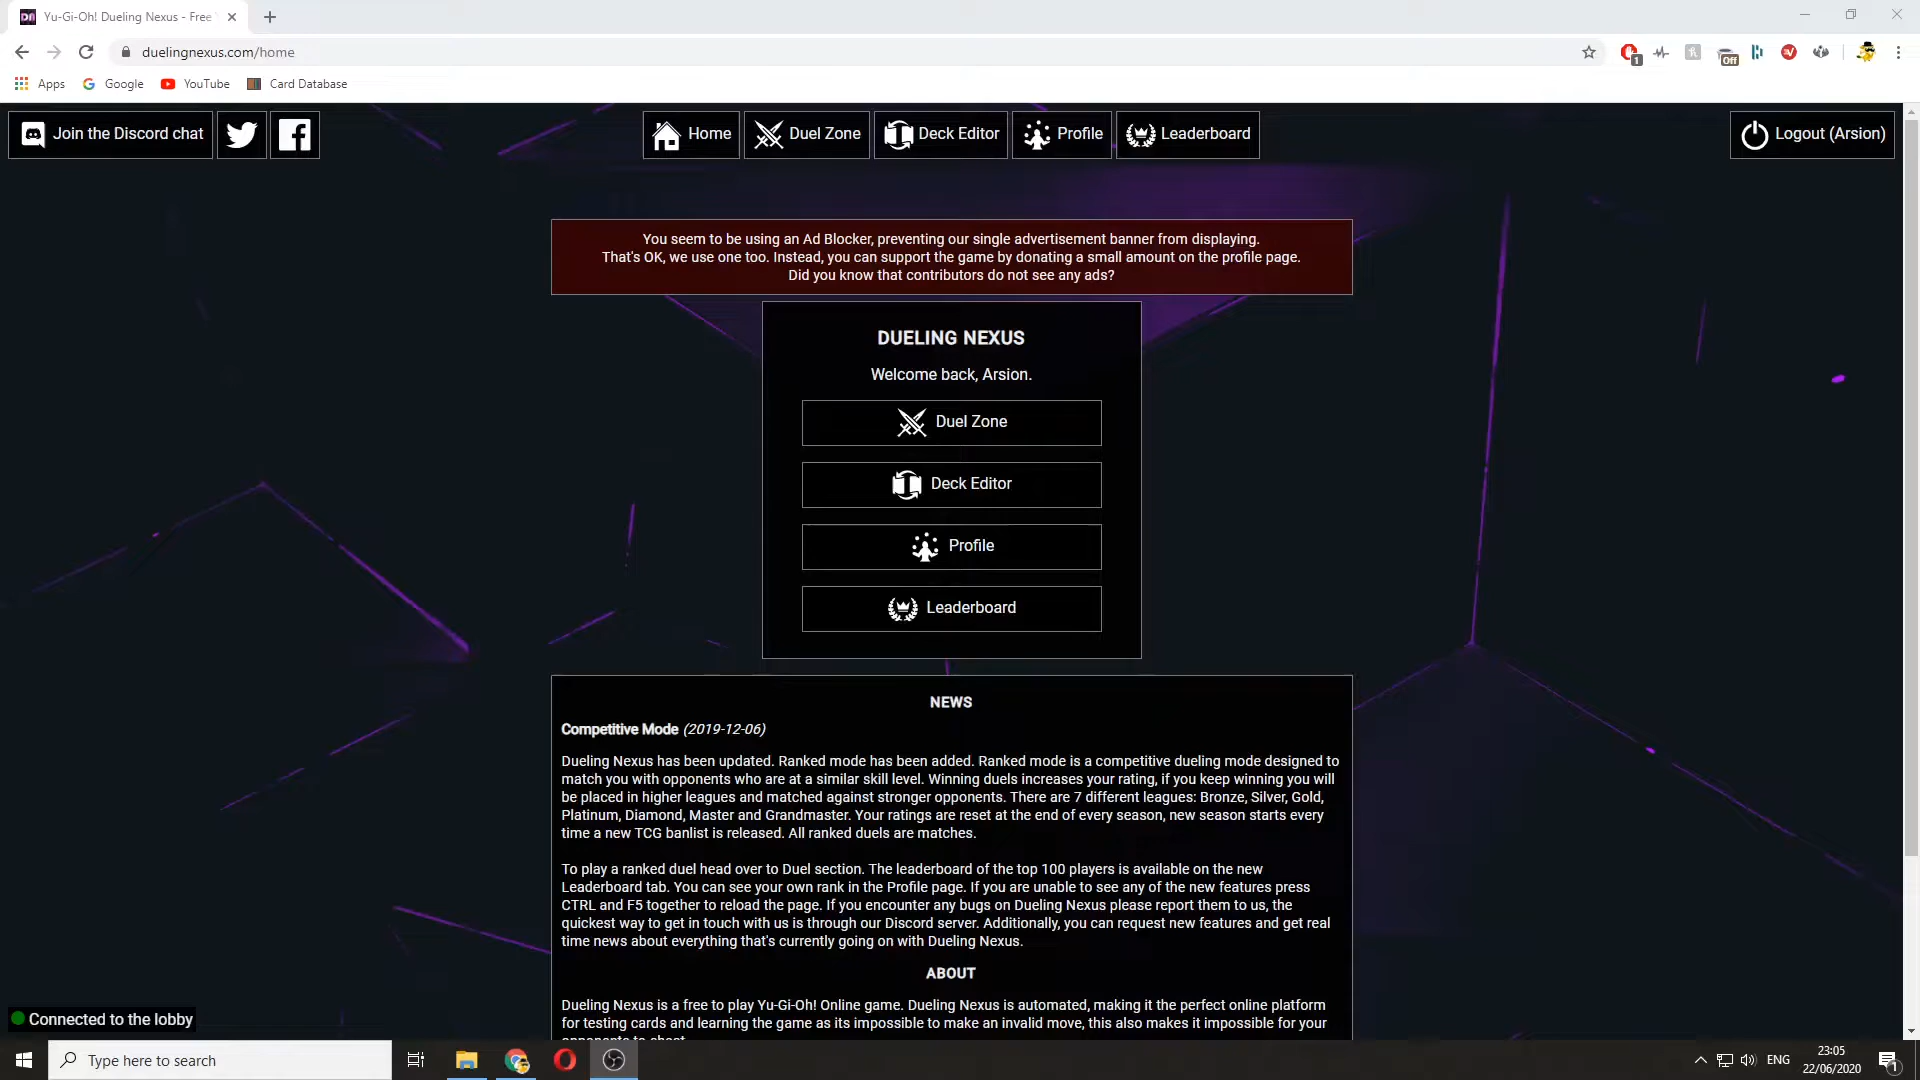 Yu-Gi-Oh! Dueling Nexus - Free
duelingnexus.com/home
1
Off
Apps
Google
YouTube
Card Database
Join the Discord chat
Home
Duel Zone
Deck Editor
Profile
Leaderboard
Logout (Arsion)
You seem to be using an Ad Blocker, preventing our single advertisement banner from displaying.
That's OK, we use one too. Instead, you can support the game by donating a small amount on the profile page.
Did you know that contributors do not see any ads?
DUELING NEXUS
Welcome back, Arsion.
Duel Zone
Deck Editor
Profile
Leaderboard
NEWS
Competitive Mode (2019-12-06)
Dueling Nexus has been updated. Ranked mode has been added. Ranked mode is a competitive dueling mode designed to
match you with opponents who are at a similar skill level. Winning duels increases your rating, if you keep winning you will
be placed in higher leagues and matched against stronger opponents. There are 7 different leagues: Bronze, Silver, Gold,
Platinum, Diamond, Master and Grandmaster. Your ratings are reset at the end of every season, new season starts every
time a new TCG banlist is released. All ranked duels are matches.
To play a ranked duel head over to Duel section. The leaderboard of the top 100 players is available on the new
Leaderboard tab. You can see your own rank in the Profile page. If you are unable to see any of the new features press
CTRL and F5 together to reload the page. If you encounter any bugs on Dueling Nexus please report them to us, the
quickest way to get in touch with us is through our Discord server. Additionally, you can request new features and get real
time news about everything that's currently going on with Dueling Nexus.
ABOUT
Dueling Nexus is a free to play Yu-Gi-Oh! Online game. Dueling Nexus is automated, making it the perfect online platform
for testing cards and learning the game as its impossible to make an invalid move, this also makes it impossible for your
Connected to the lobby
Type here to search
ENG
23:05
22/06/2020
1